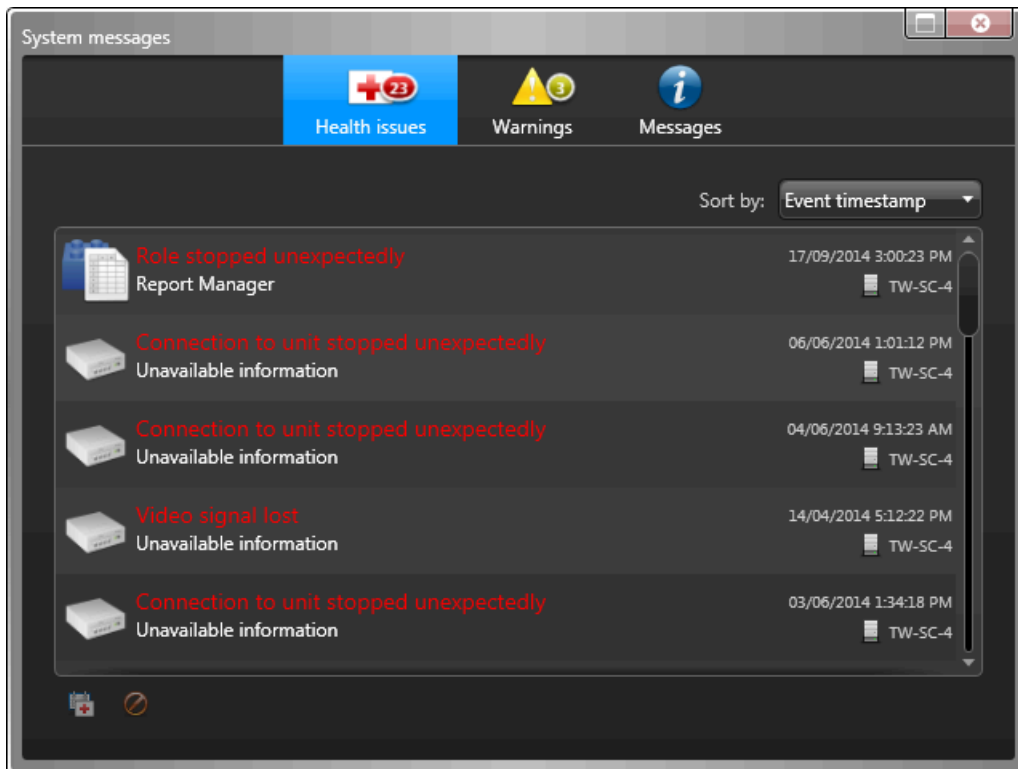 System messages
23
3
Health issues
Warnings
Messages
Sort by: Event timestamp
Role stopped unexpectedly
17/09/2014 3:00:23 PM
Report Manager
TW-SC-4
Connection to unit stopped unexpectedly
06/06/2014 1:01:12 PM
Unavailable information
TW-SC-4
Connection to unit stopped unexpectedly
04/06/2014 9:13:23 AM
Unavailable information
TW-SC-4
Video signal lost
14/04/2014 5:12:22 PM
Unavailable information
TW-SC-4
Connection to unit stopped unexpectedly
03/06/2014 1:34:18 PM
Unavailable information
TW-SC-4